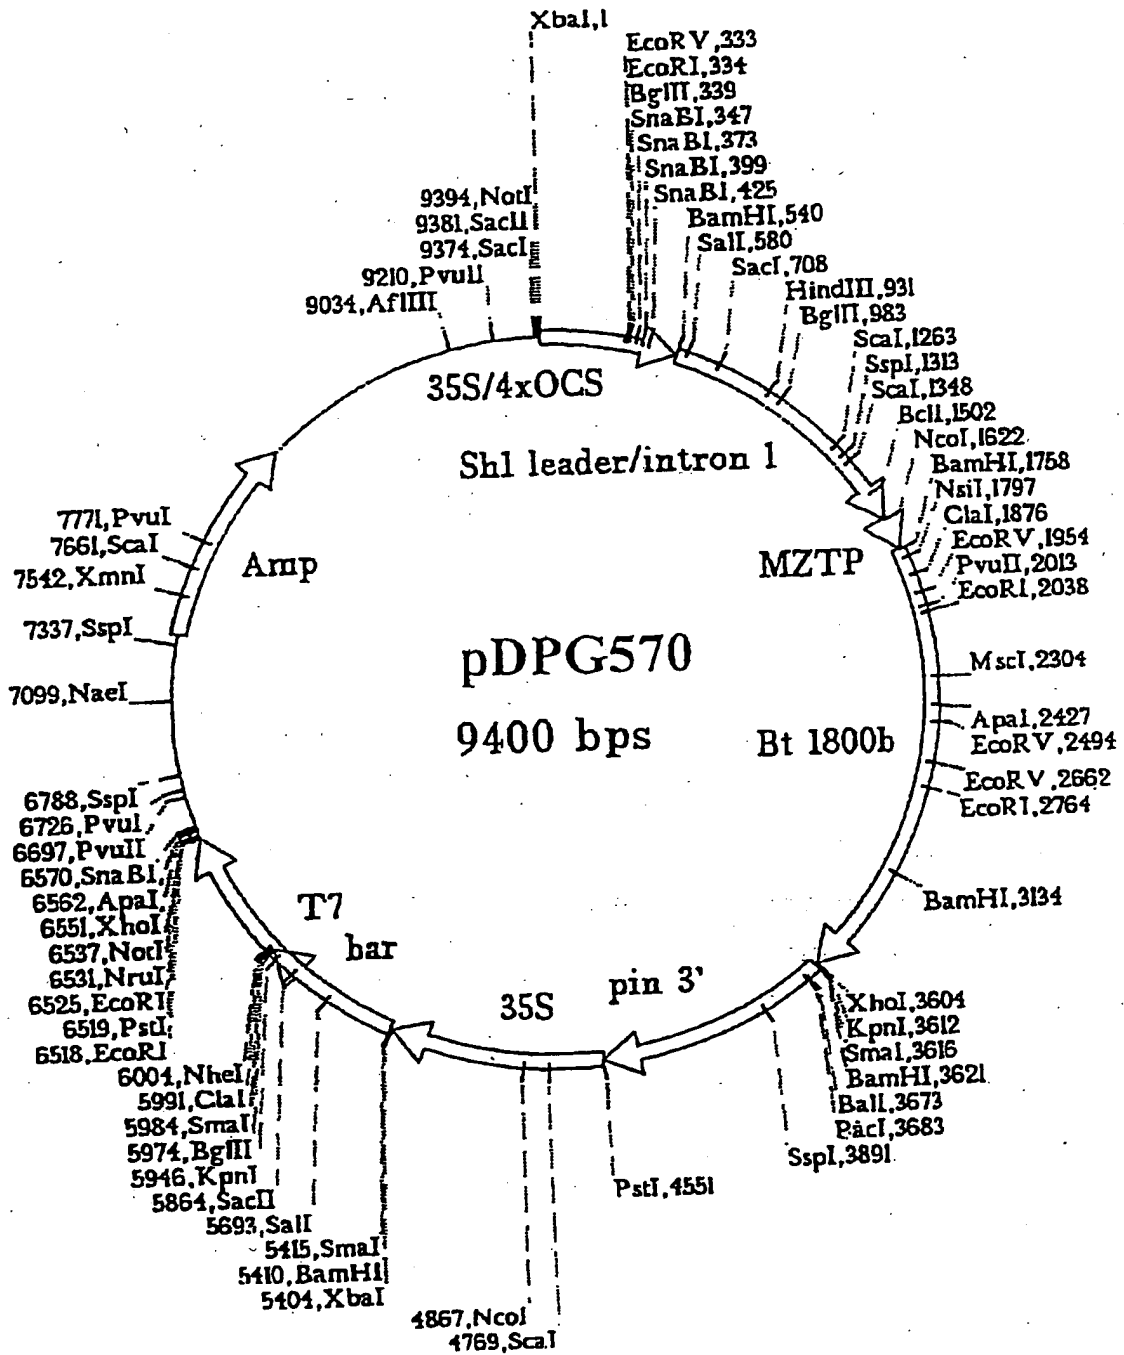 XbaI,1
EcoRV,333
EcoRI,334
BglII,339
SnaBI,347
SnaBI,373
SnaBI,399
SnaBI,425
BamHI,540
SalI,580
SacI,708
HindIII,931
BglII,983
ScaI,1263
SspI,1313
ScaI,1348
BclI,1502
NcoI,1622
BamHI,1758
NsiI,1797
ClaI,1876
EcoRV,1954
PvuII,2013
EcoRI,2038
MscI,2304
ApaI,2427
EcoRV,2494
EcoRV,2662
EcoRI,2764
BamHI,3134
XhoI,3604
KpnI,3612
SmaI,3616
BamHI,3621
BalI,3673
PacI,3683
SspI,3891
PstI,4551
4769,ScaI
4867,NcoI
5404,XbaI
5410,BamHI
5415,SmaI
5693,SalI
5864,SacII
5946,KpnI
5974,BglII
5984,SmaI
5991,ClaI
6004,NheI
6518,EcoRI
6519,PstI
6525,EcoRI
6531,NruI
6537,NotI
6551,XhoI
6562,ApaI
6570,SnaBI
6697,PvuII
6726,PvuI
6788,SspI
7099,NaeI
7337,SspI
7542,XmnI
7661,ScaI
7771,PvuI
9034,AflIII
9210,PvuII
9374,SacI
9381,SacII
9394,NotI
35S/4xOCS
Sh1 leader/intron 1
MZTP
Amp
pDPG570
9400 bps
Bt 1800b
T7
bar
35S
pin 3'